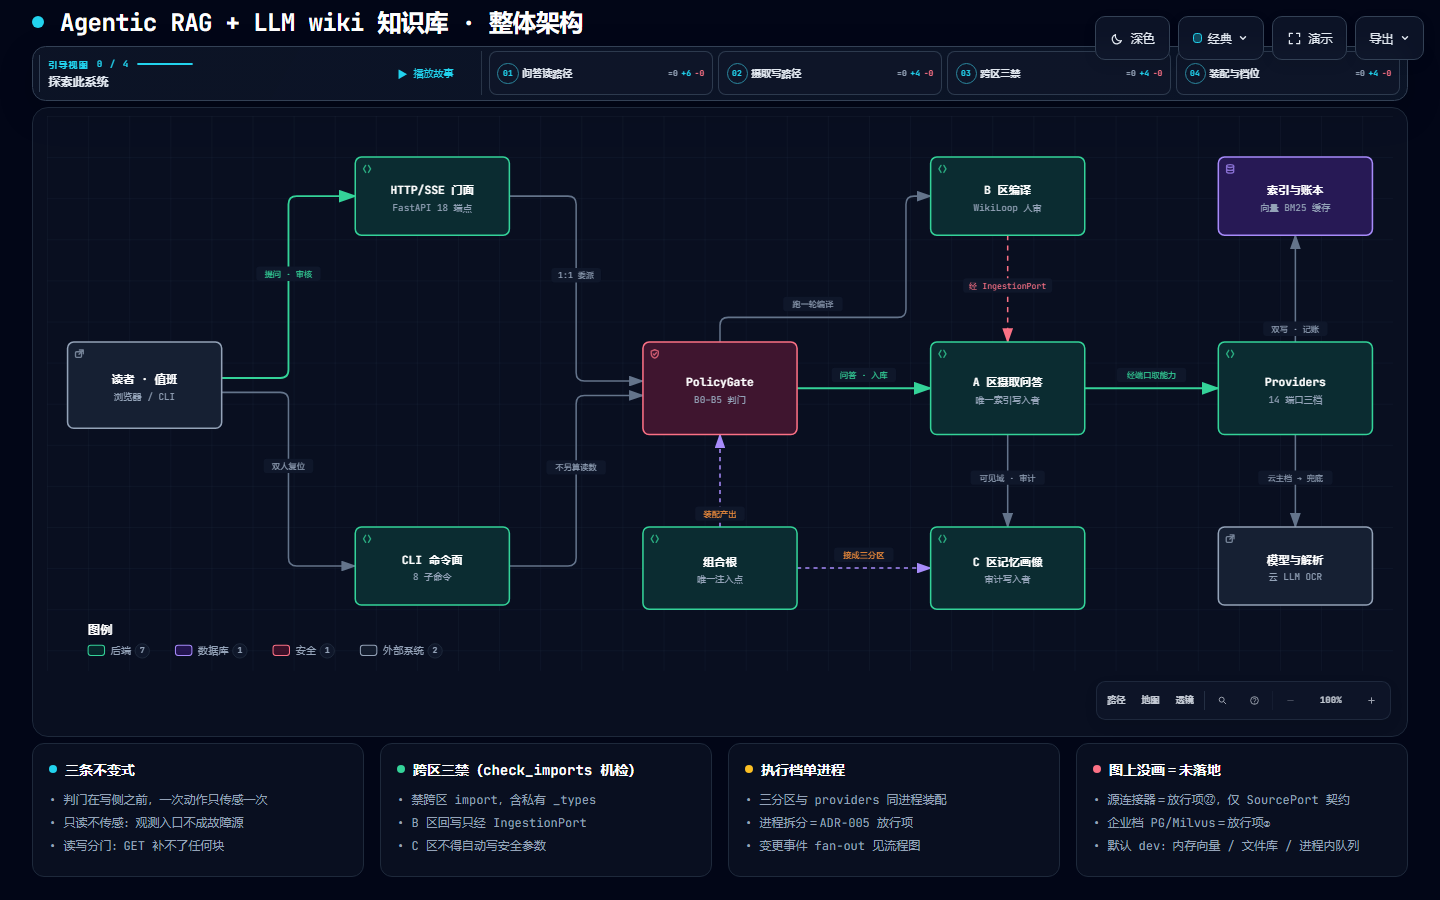 Agentic RAG + LLM wiki 知识库 · 整体架构
深色
经典
演示
导出
引导视图 0 / 4
探索此系统
播放故事
01 问答读路径 =0 +6 -0
02 摄取写路径 =0 +4 -0
03 跨区三禁 =0 +4 -0
04 装配与档位 =0 +4 -0
HTTP/SSE 门面
FastAPI 18 端点
B 区编译
WikiLoop 人审
索引与账本
向量 BM25 缓存
提问 · 审核
1:1 委派
经 IngestionPort
跑一轮编译
双写 · 记账
读者 · 值班
浏览器 / CLI
PolicyGate
B0–B5 判门
问答 · 入库
A 区摄取问答
唯一索引写入者
经端口取能力
Providers
14 端口三档
双人复位
不另算读数
可见域 · 审计
云主档 → 兜底
装配产出
CLI 命令面
8 子命令
组合根
唯一注入点
接成三分区
C 区记忆画像
审计写入者
模型与解析
云 LLM OCR
图例
后端 7
数据库 1
安全 1
外部系统 2
路径
地图
透镜
100%
三条不变式
• 判门在写侧之前，一次动作只传感一次
• 只读不传感：观测入口不成故障源
• 读写分门：GET 补不了任何块
跨区三禁 (check_imports 机检)
• 禁跨区 import，含私有 _types
• B 区回写只经 IngestionPort
• C 区不得自动写安全参数
执行档单进程
• 三分区与 providers 同进程装配
• 进程拆分＝ADR-005 放行项
• 变更事件 fan-out 见流程图
图上没画＝未落地
• 源连接器＝放行项㉒，仅 SourcePort 契约
• 企业档 PG/Milvus＝放行项
• 默认 dev：内存向量 / 文件库 / 进程内队列